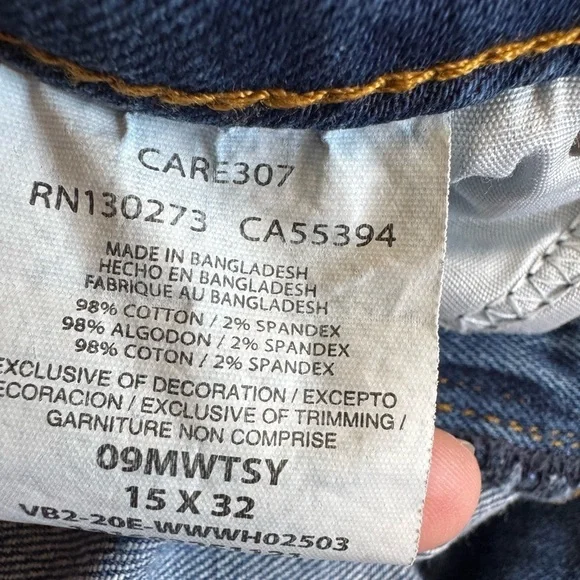 CARE307
RN130273 CA55394
MADE IN BANGLADESH
HECHO EN BANGLADESH
FABRIQUE AU BANGLADESH
98% COTTON / 2% SPANDEX
98% ALGODON / 2% SPANDEX
98% COTON / 2% SPANDEX
EXCLUSIVE OF DECORATION / EXCEPTO
DECORACION / EXCLUSIVE OF TRIMMING /
GARNITURE NON COMPRISE
09MWTSY
15 X 32
VB2-20E-WWWH02503